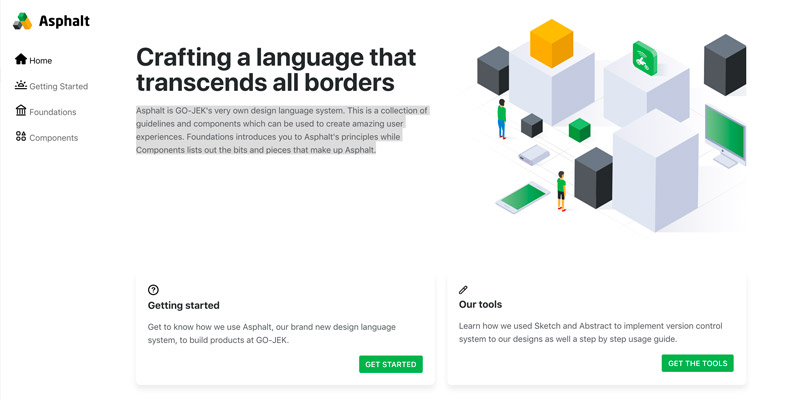 Asphalt
Home
Getting Started
Foundations
Components
Crafting a language that
transcends all borders
Asphalt is GO-JEK's very own design language system. This is a collection of
guidelines and components which can be used to create amazing user
experiences. Foundations introduces you to Asphalt's principles while
Components lists out the bits and pieces that make up Asphalt.
Getting started
Get to know how we use Asphalt, our brand new design language
system, to build products at GO-JEK.
GET STARTED
Our tools
Learn how we used Sketch and Abstract to implement version control
system to our designs as well a step by step usage guide.
GET THE TOOLS